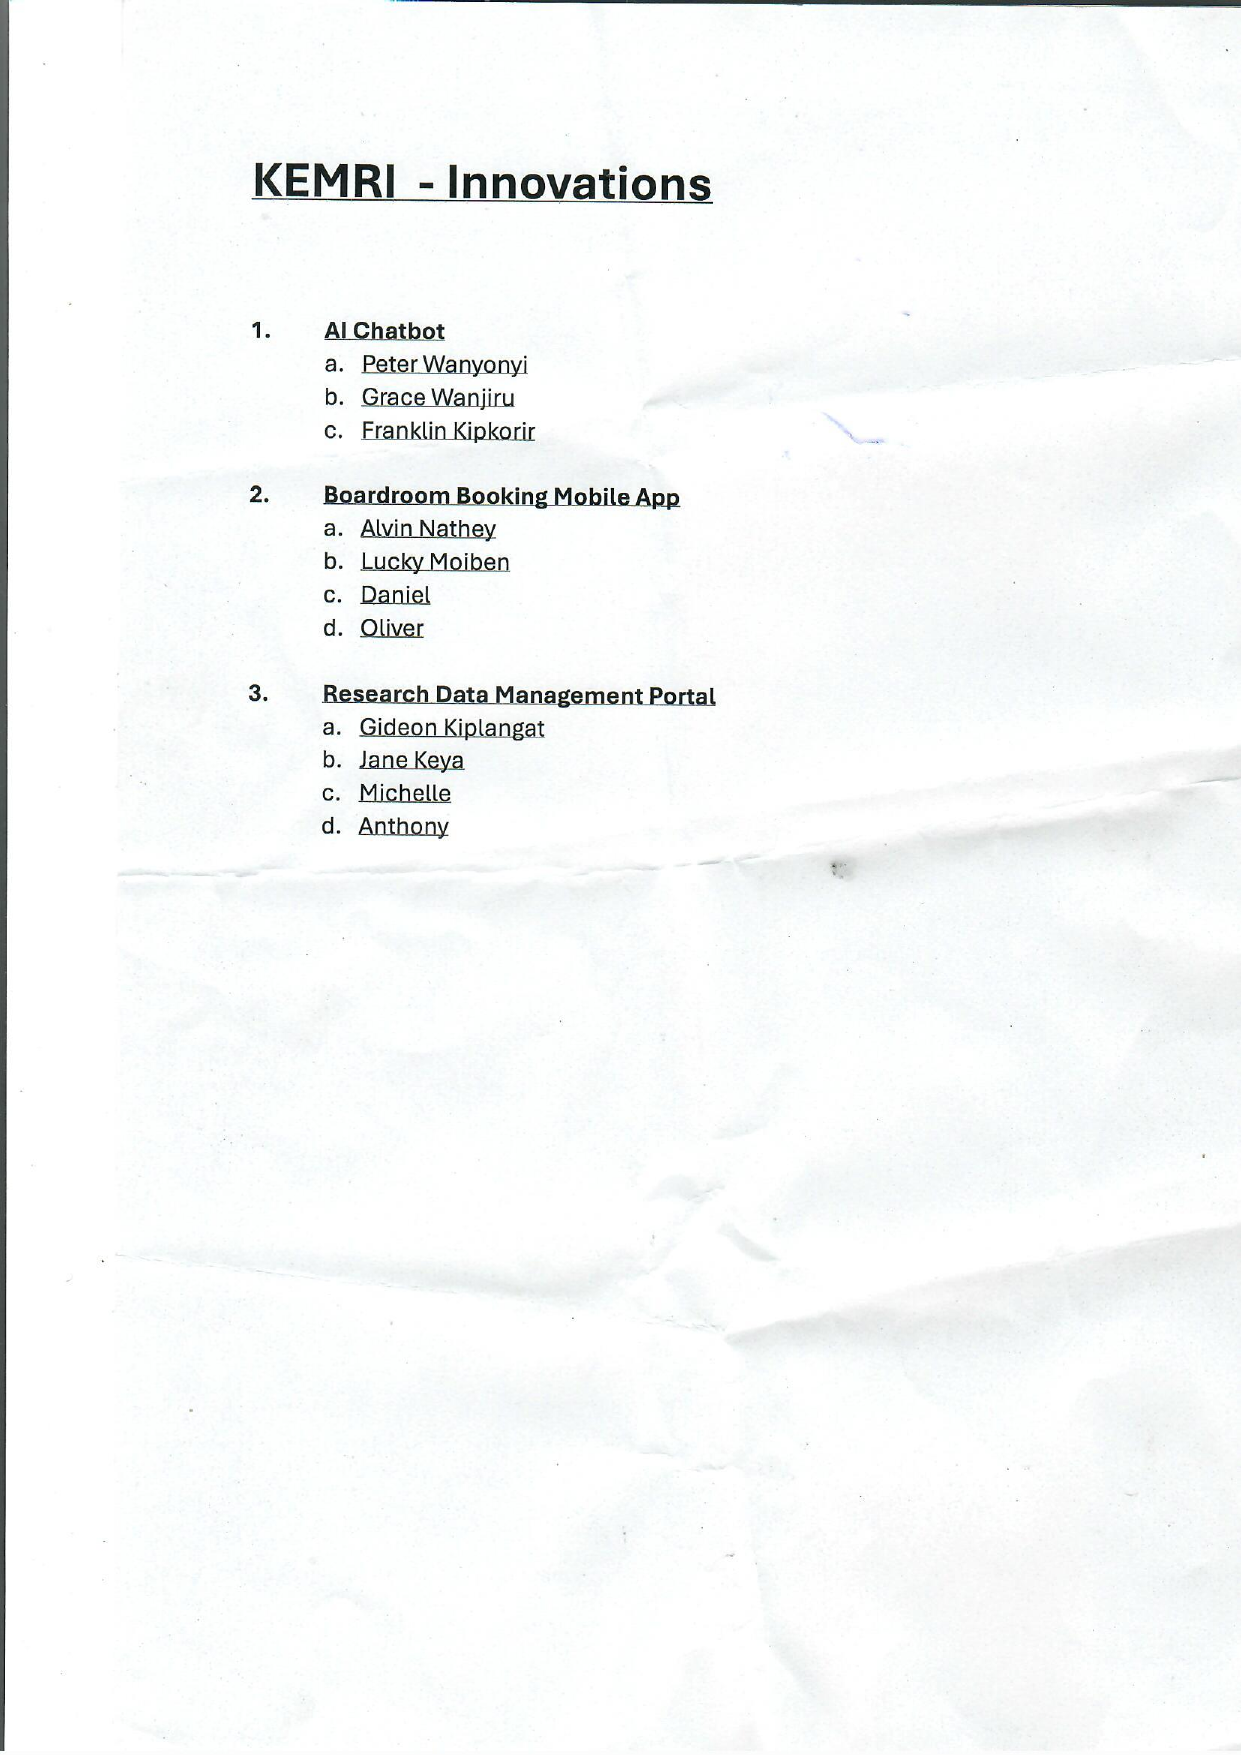 KEMRI - Innovations
1. AI Chatbot
a. Peter Wanyonyi
b. Grace Wanjiru
c. Franklin Kipkorir
2. Boardroom Booking Mobile App
a. Alvin Nathey
b. Lucky Moiben
c. Daniel
d. Oliver
3. Research Data Management Portal
a. Gideon Kiplangat
b. Jane Keya
c. Michelle
d. Anthony